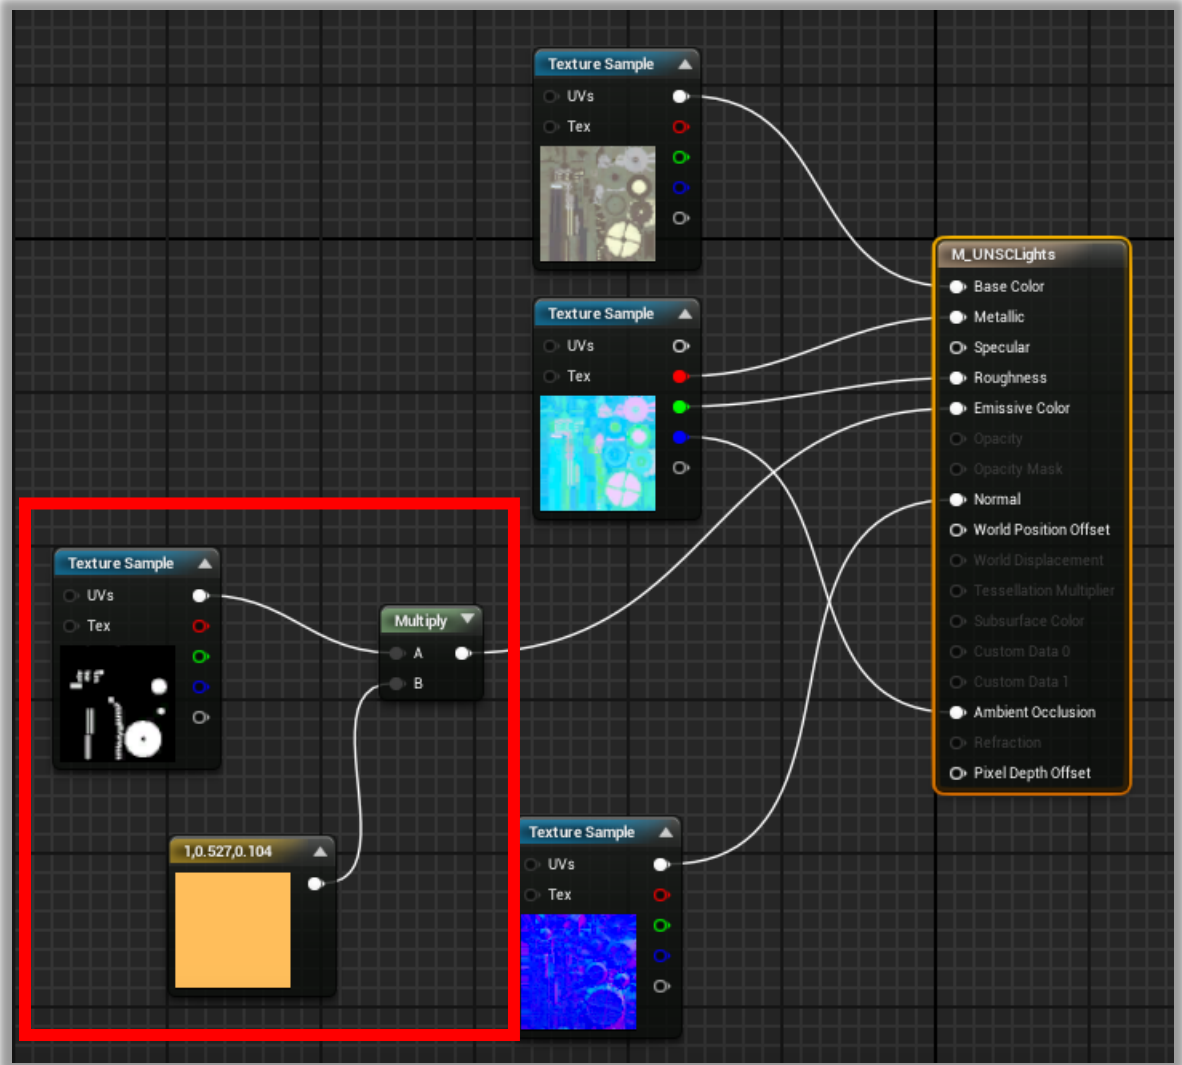 Texture Sample
UVs
Tex
Texture Sample
UVs
Tex
M_UNSCLights
Base Color
Metallic
Specular
Roughness
Emissive Color
Opacity
Opacity Mask
Normal
World Position Offset
World Displacement
Tessellation Multiplier
Subsurface Color
Custom Data 0
Custom Data 1
Ambient Occlusion
Refraction
Pixel Depth Offset
Texture Sample
UVs
Tex
Multiply
A
B
1,0.527,0.104
Texture Sample
UVs
Tex